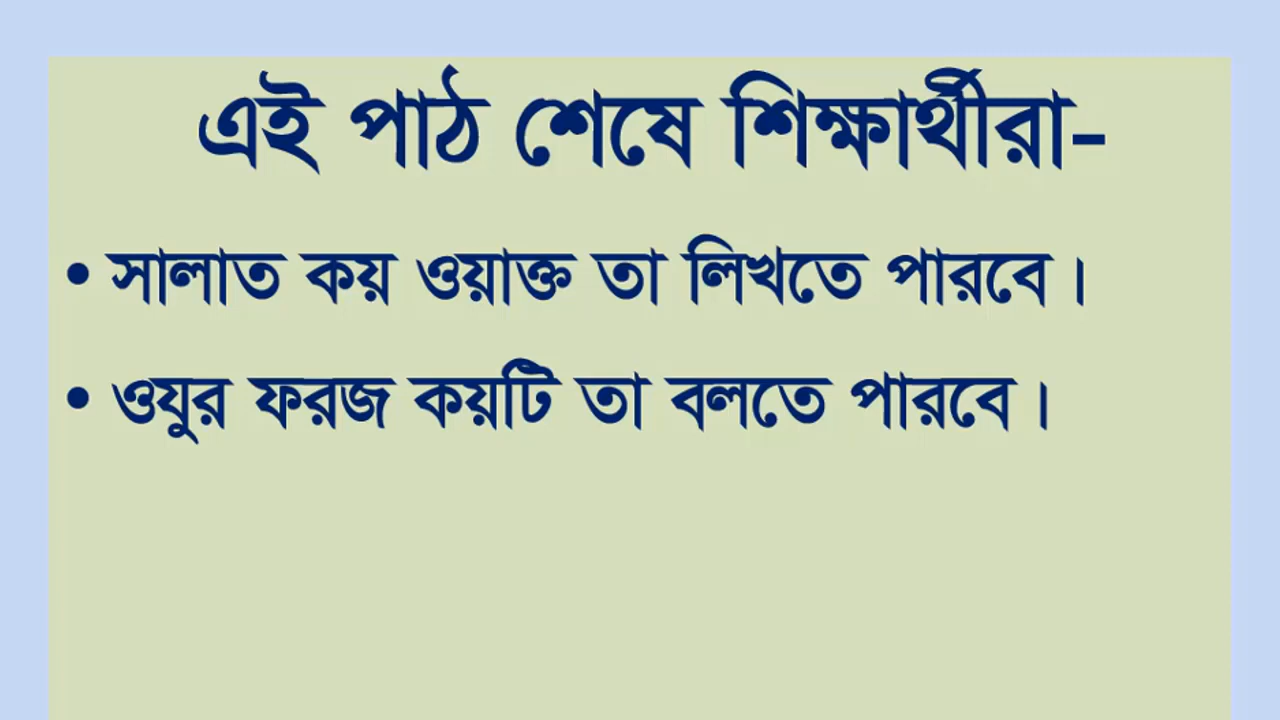 এই পাঠ শেষে শিক্ষার্থীরা-
• সালাত কয় ওয়াক্ত তা লিখতে পারবে।
• ওযুর ফরজ কয়টি তা বলতে পারবে।